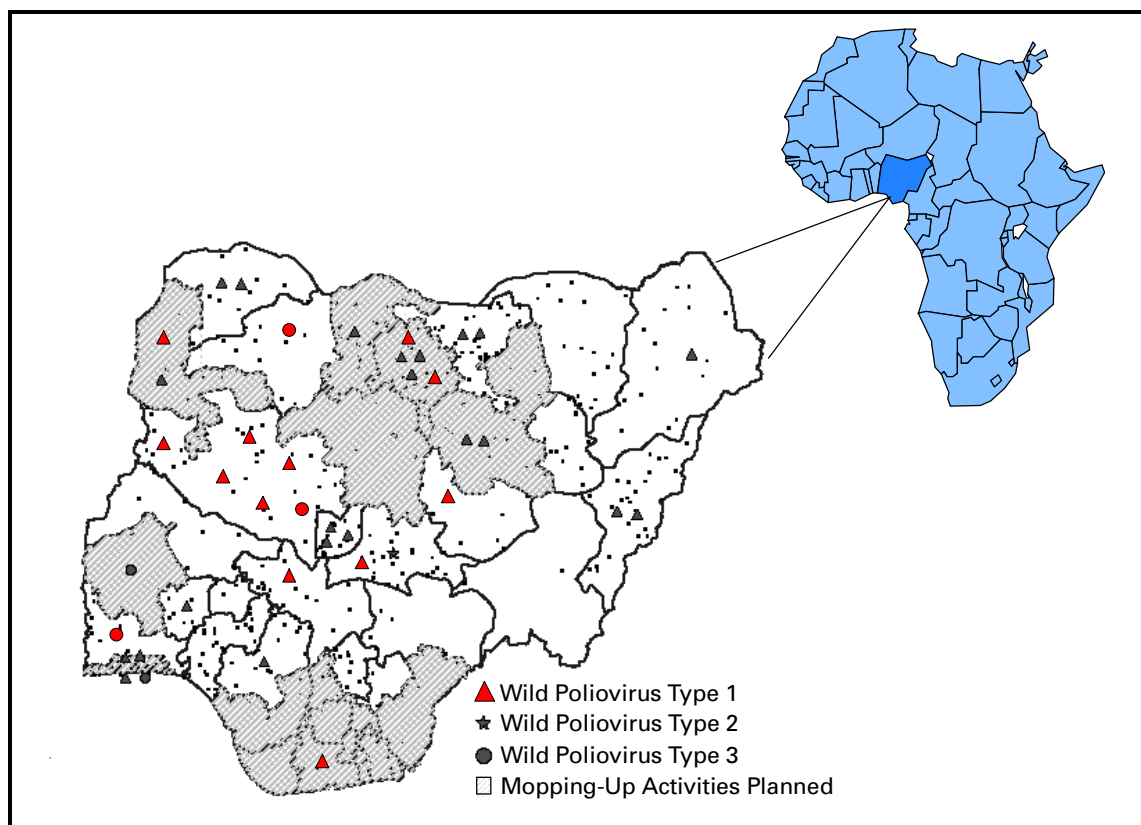 Wild Poliovirus Type 1
Wild Poliovirus Type 2
Wild Poliovirus Type 3
Mopping-Up Activities Planned